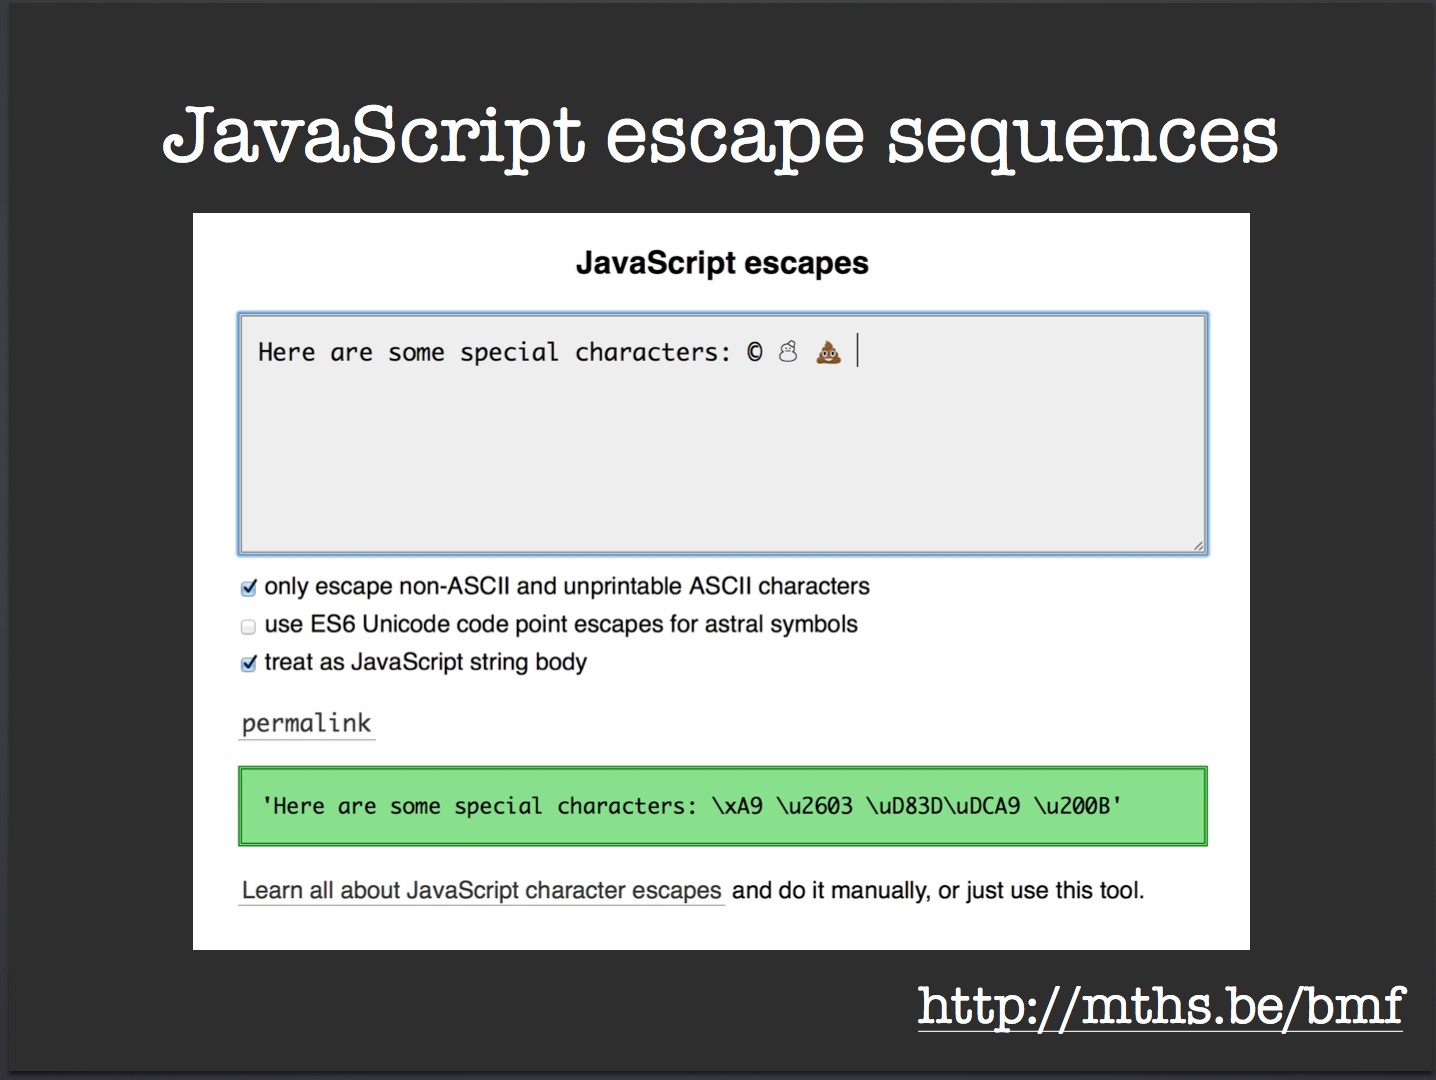 JavaScript escape sequences
JavaScript escapes
Here are some special characters: © ☃ 💩
only escape non-ASCII and unprintable ASCII characters
use ES6 Unicode code point escapes for astral symbols
treat as JavaScript string body
permalink
'Here are some special characters: \xA9 \u2603 \uD83D\uDCA9 \u200B'
Learn all about JavaScript character escapes and do it manually, or just use this tool.
http://mths.be/bmf